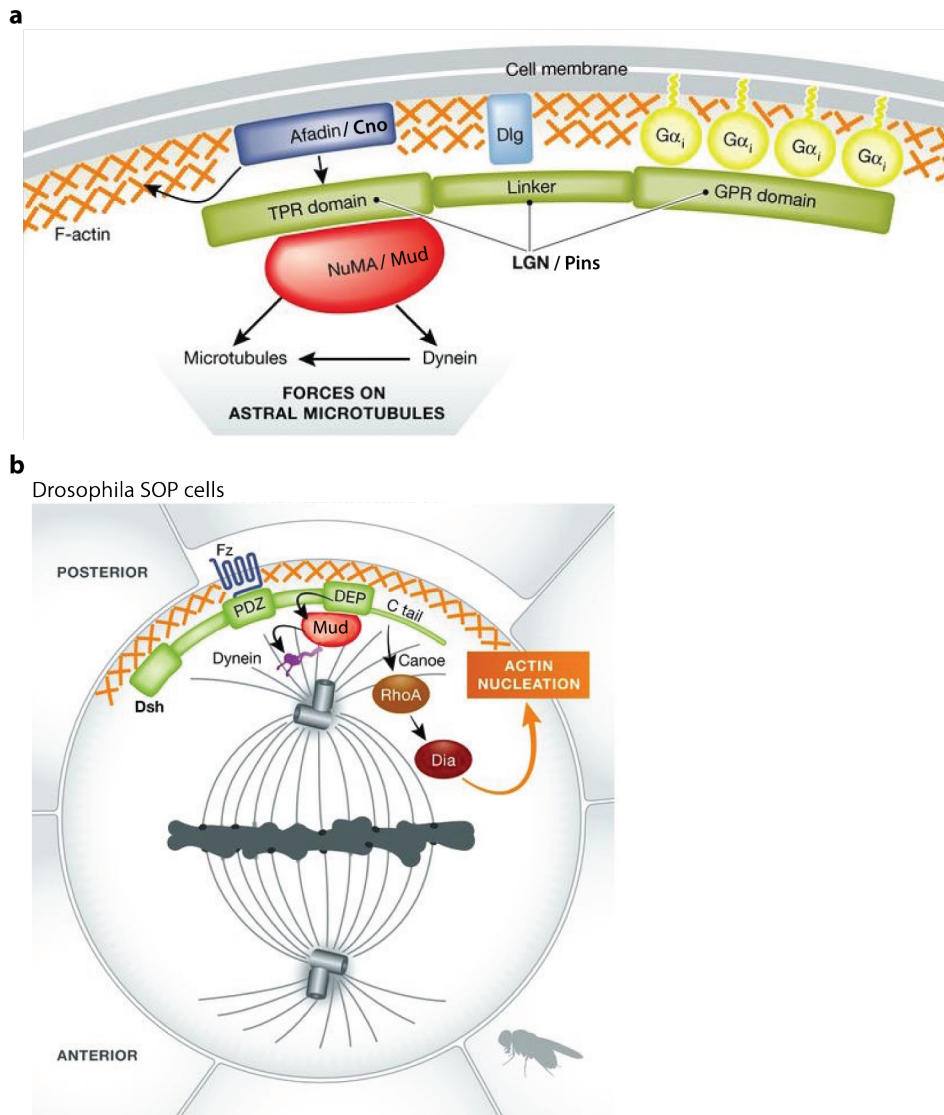 a
Cell membrane
Afadin / Cno
Dlg
Gαi
Gαi
Gαi
Gαi
F-actin
TPR domain
Linker
GPR domain
NuMA / Mud
LGN / Pins
Microtubules
Dynein
FORCES ON
ASTRAL MICROTUBULES
b
Drosophila SOP cells
POSTERIOR
Fz
PDZ
DEP
C tail
Mud
Dynein
Canoe
Dsh
RhoA
ACTIN
NUCLEATION
Dia
ANTERIOR